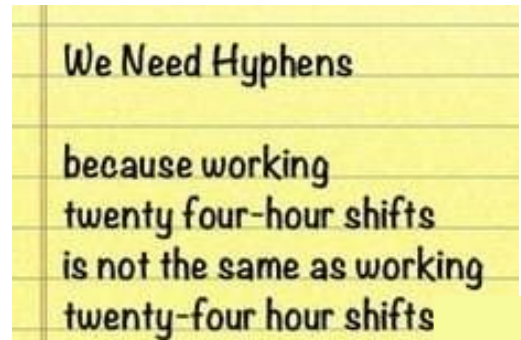 We Need Hyphens
because working
twenty four-hour shifts
is not the same as working
twenty-four hour shifts